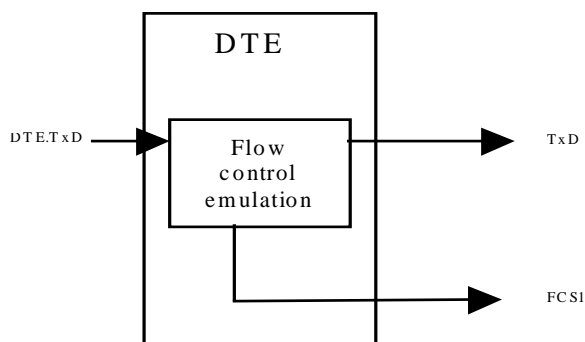 DTE
DTE.TxD
TxD
Flow
control
emulation
FCS1